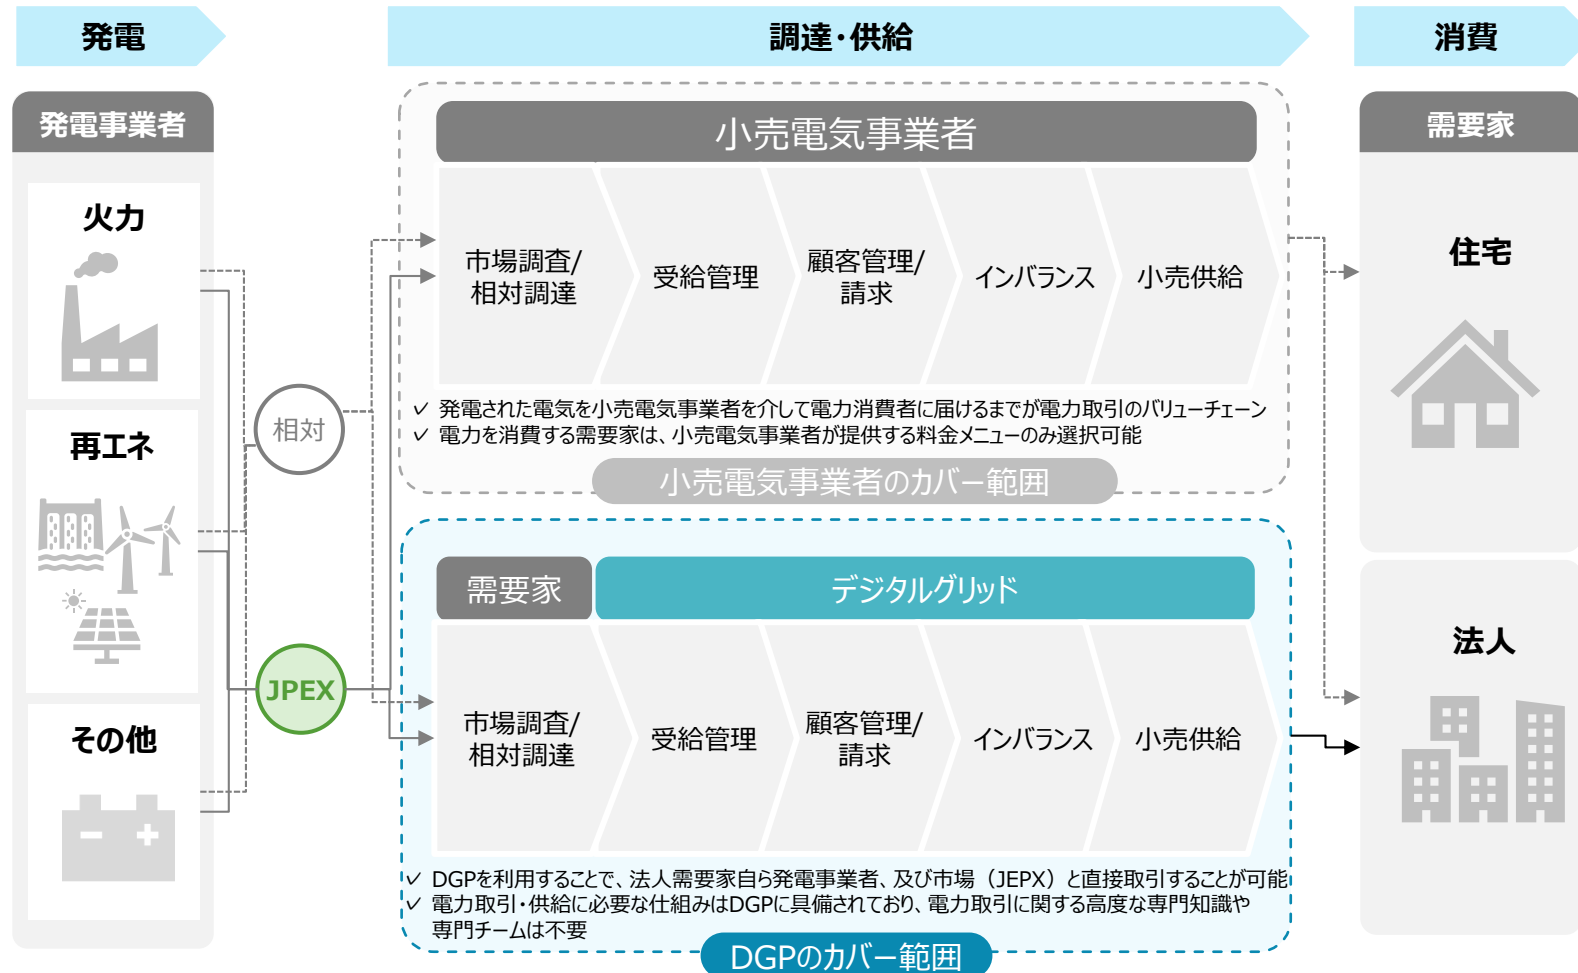 発電
調達・供給
消費
発電事業者
火力
再エネ
その他
相対
JPEX
小売電気事業者
市場調査/
相対調達
受給管理
顧客管理/
請求
インバランス
小売供給
✓ 発電された電気を小売電気事業者を介して電力消費者に届けるまでが電力取引のバリューチェーン
✓ 電力を消費する需要家は、小売電気事業者が提供する料金メニューのみ選択可能
小売電気事業者のカバー範囲
需要家
デジタルグリッド
市場調査/
相対調達
受給管理
顧客管理/
請求
インバランス
小売供給
✓ DGPを利用することで、法人需要家自ら発電事業者、及び市場（JEPX）と直接取引することが可能
✓ 電力取引・供給に必要な仕組みはDGPに具備されており、電力取引に関する高度な専門知識や
専門チームは不要
DGPのカバー範囲
需要家
住宅
法人